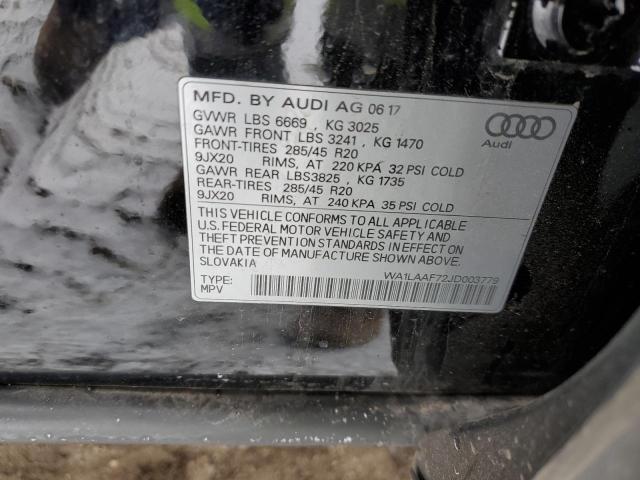 MFD. BY AUDI AG 06 17
GVWR LBS 6669 , KG 3025
GAWR FRONT LBS 3241 , KG 1470
FRONT-TIRES 285/45 R20
9JX20 RIMS, AT 220 KPA 32 PSI COLD
GAWR REAR LBS3825 , KG 1735
REAR-TIRES 285/45 R20
9JX20 RIMS, AT 240 KPA 35 PSI COLD
THIS VEHICLE CONFORMS TO ALL APPLICABLE
U.S.FEDERAL MOTOR VEHICLE SAFETY AND
THEFT PREVENTION STANDARDS IN EFFECT ON
THE DATE OF MANUFACTURE SHOWN ABOVE.
SLOVAKIA
Audi
WA1LAAF72JD003779
TYPE:
MPV